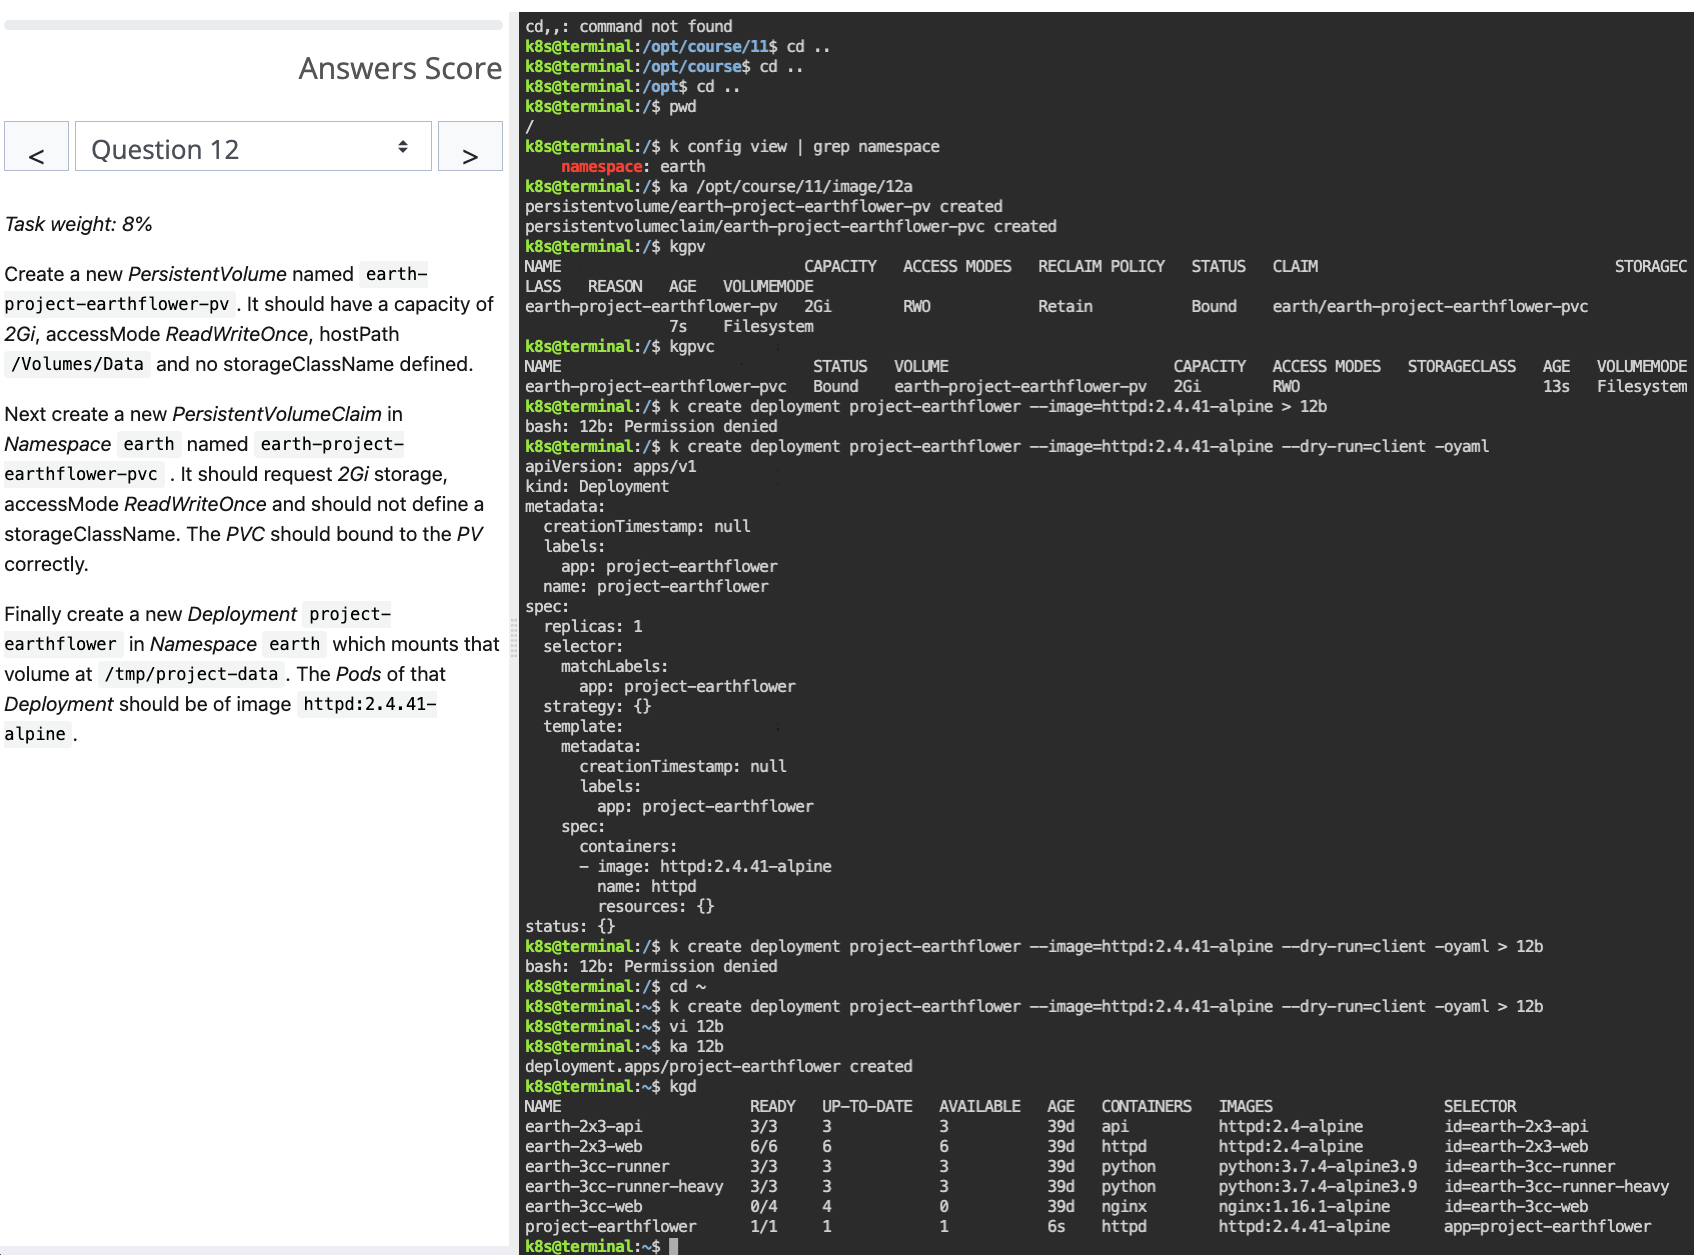 Answers Score
<
Question 12
>
Task weight: 8%
Create a new PersistentVolume named earth-
project-earthflower-pv . It should have a capacity of
2Gi, accessMode ReadWriteOnce, hostPath
/Volumes/Data and no storageClassName defined.
Next create a new PersistentVolumeClaim in
Namespace earth named earth-project-
earthflower-pvc . It should request 2Gi storage,
accessMode ReadWriteOnce and should not define a
storageClassName. The PVC should bound to the PV
correctly.
Finally create a new Deployment project-
earthflower in Namespace earth which mounts that
volume at /tmp/project-data . The Pods of that
Deployment should be of image httpd:2.4.41-
alpine .
cd,,: command not found
k8s@terminal:/opt/course/11$ cd ..
k8s@terminal:/opt/course$ cd ..
k8s@terminal:/opt$ cd ..
k8s@terminal:/$ pwd
/
k8s@terminal:/$ k config view | grep namespace
    namespace: earth
k8s@terminal:/$ ka /opt/course/11/image/12a
persistentvolume/earth-project-earthflower-pv created
persistentvolumeclaim/earth-project-earthflower-pvc created
k8s@terminal:/$ kgpv
NAME                           CAPACITY   ACCESS MODES   RECLAIM POLICY   STATUS   CLAIM                                 STORAGEC
LASS   REASON   AGE   VOLUMEMODE
earth-project-earthflower-pv   2Gi        RWO            Retain           Bound    earth/earth-project-earthflower-pvc
                7s    Filesystem
k8s@terminal:/$ kgpvc
NAME                            STATUS   VOLUME                         CAPACITY   ACCESS MODES   STORAGECLASS   AGE   VOLUMEMODE
earth-project-earthflower-pvc   Bound    earth-project-earthflower-pv   2Gi        RWO                           13s   Filesystem
k8s@terminal:/$ k create deployment project-earthflower --image=httpd:2.4.41-alpine > 12b
bash: 12b: Permission denied
k8s@terminal:/$ k create deployment project-earthflower --image=httpd:2.4.41-alpine --dry-run=client -oyaml
apiVersion: apps/v1
kind: Deployment
metadata:
  creationTimestamp: null
  labels:
    app: project-earthflower
  name: project-earthflower
spec:
  replicas: 1
  selector:
    matchLabels:
      app: project-earthflower
  strategy: {}
  template:
    metadata:
      creationTimestamp: null
      labels:
        app: project-earthflower
    spec:
      containers:
      - image: httpd:2.4.41-alpine
        name: httpd
        resources: {}
status: {}
k8s@terminal:/$ k create deployment project-earthflower --image=httpd:2.4.41-alpine --dry-run=client -oyaml > 12b
bash: 12b: Permission denied
k8s@terminal:/$ cd ~
k8s@terminal:~$ k create deployment project-earthflower --image=httpd:2.4.41-alpine --dry-run=client -oyaml > 12b
k8s@terminal:~$ vi 12b
k8s@terminal:~$ ka 12b
deployment.apps/project-earthflower created
k8s@terminal:~$ kgd
NAME                     READY   UP-TO-DATE   AVAILABLE   AGE   CONTAINERS   IMAGES                   SELECTOR
earth-2x3-api            3/3     3            3           39d   api          httpd:2.4-alpine         id=earth-2x3-api
earth-2x3-web            6/6     6            6           39d   httpd        httpd:2.4-alpine         id=earth-2x3-web
earth-3cc-runner         3/3     3            3           39d   python       python:3.7.4-alpine3.9   id=earth-3cc-runner
earth-3cc-runner-heavy   3/3     3            3           39d   python       python:3.7.4-alpine3.9   id=earth-3cc-runner-heavy
earth-3cc-web            0/4     4            0           39d   nginx        nginx:1.16.1-alpine      id=earth-3cc-web
project-earthflower      1/1     1            1           6s    httpd        httpd:2.4.41-alpine      app=project-earthflower
k8s@terminal:~$